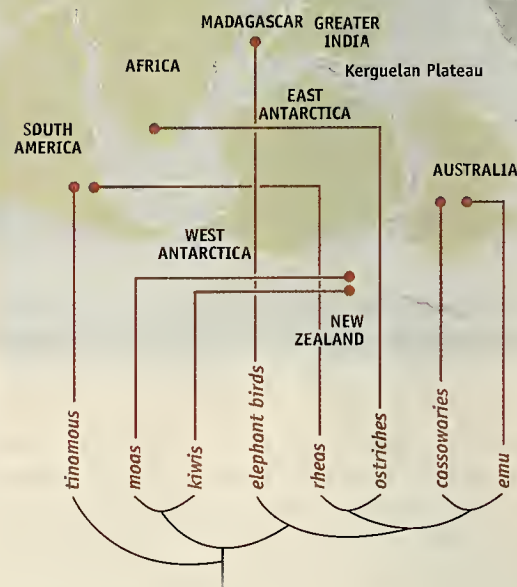 MADAGASCAR
GREATER
INDIA
AFRICA
Kerguelan Plateau
EAST
ANTARCTICA
SOUTH
AMERICA
AUSTRALIA
WEST
ANTARCTICA
NEW
ZEALAND
tinamous
moas
kiwis
elephant birds
rheas
ostriches
cassowaries
emu